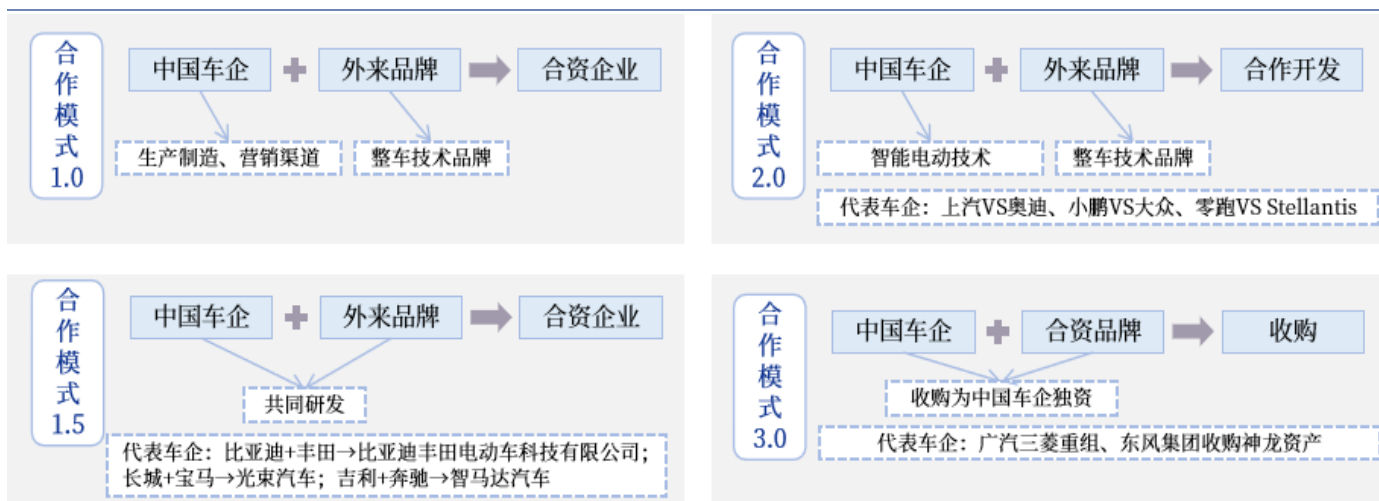 合作模式1.0
中国车企
外来品牌
合资企业
生产制造、营销渠道
整车技术品牌
合作模式2.0
中国车企
外来品牌
合作开发
智能电动技术
整车技术品牌
代表车企：上汽VS奥迪、小鹏VS大众、零跑VS Stellantis
合作模式1.5
中国车企
外来品牌
合资企业
共同研发
代表车企：比亚迪+丰田→比亚迪丰田电动车科技有限公司；
长城+宝马→光束汽车；吉利+奔驰→智马达汽车
合作模式3.0
中国车企
合资品牌
收购
收购为中国车企独资
代表车企：广汽三菱重组、东风集团收购神龙资产